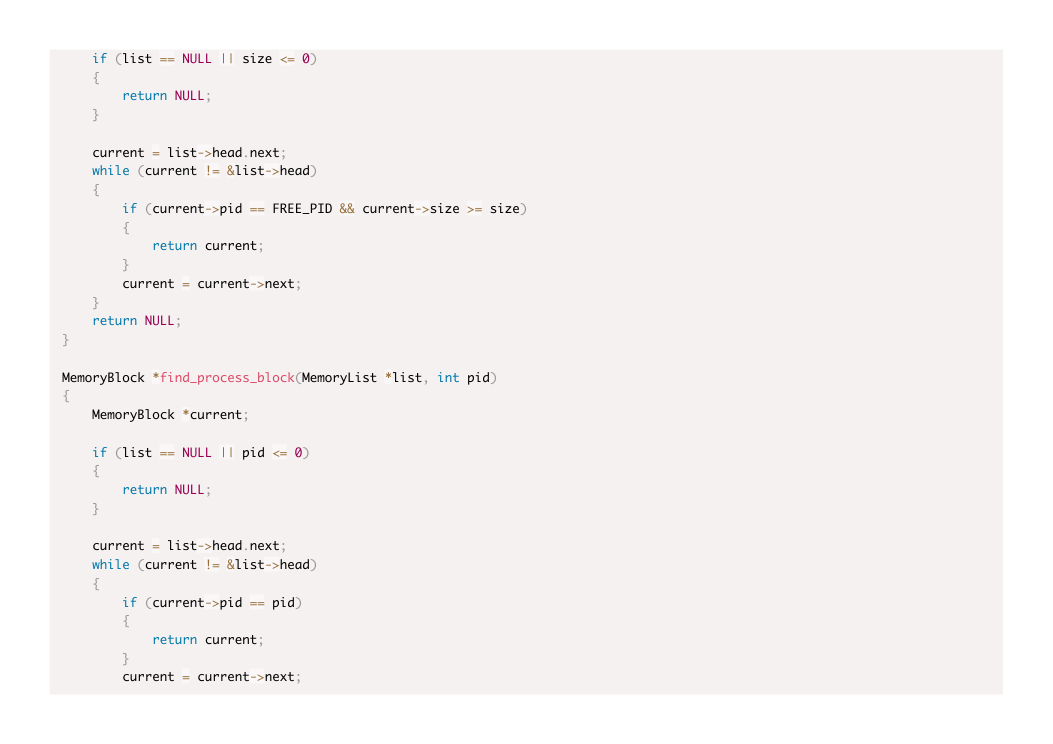 if (list == NULL || size <= 0)
    {
        return NULL;
    }

    current = list->head.next;
    while (current != &list->head)
    {
        if (current->pid == FREE_PID && current->size >= size)
        {
            return current;
        }
        current = current->next;
    }
    return NULL;
}

MemoryBlock *find_process_block(MemoryList *list, int pid)
{
    MemoryBlock *current;

    if (list == NULL || pid <= 0)
    {
        return NULL;
    }

    current = list->head.next;
    while (current != &list->head)
    {
        if (current->pid == pid)
        {
            return current;
        }
        current = current->next;